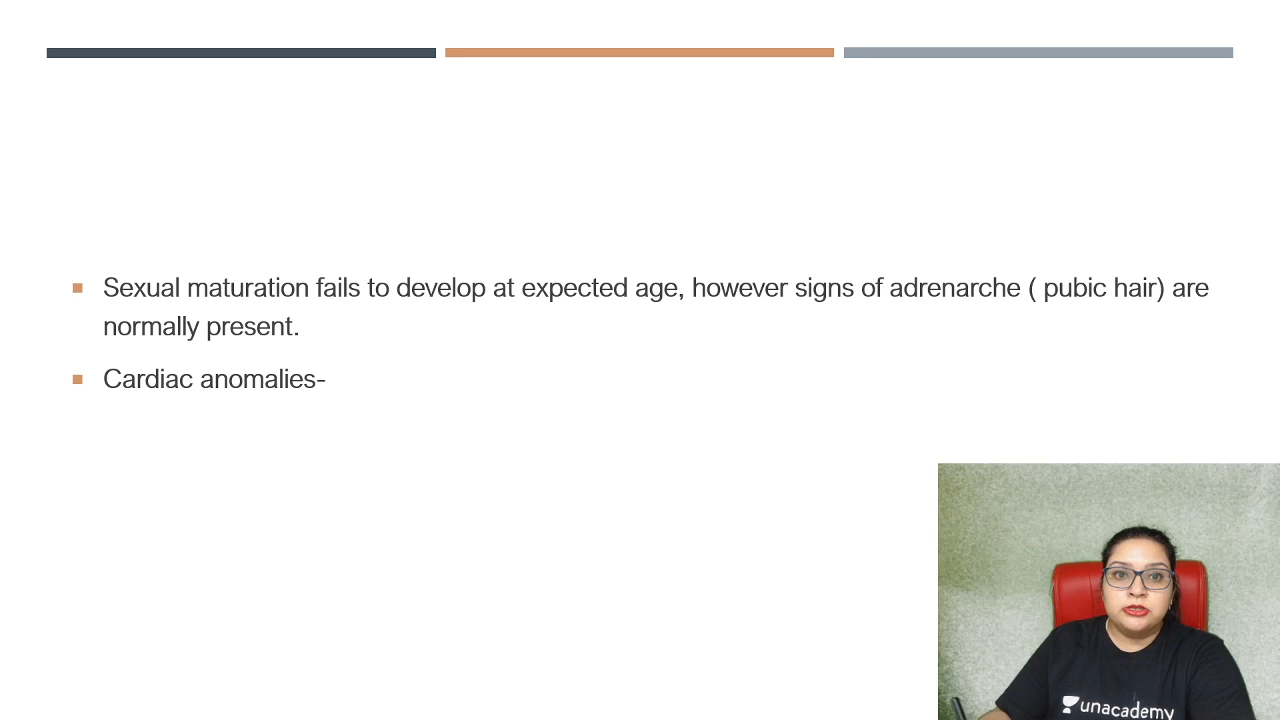 Sexual maturation fails to develop at expected age, however signs of adrenarche ( pubic hair) are
normally present.
Cardiac anomalies-
unacademy